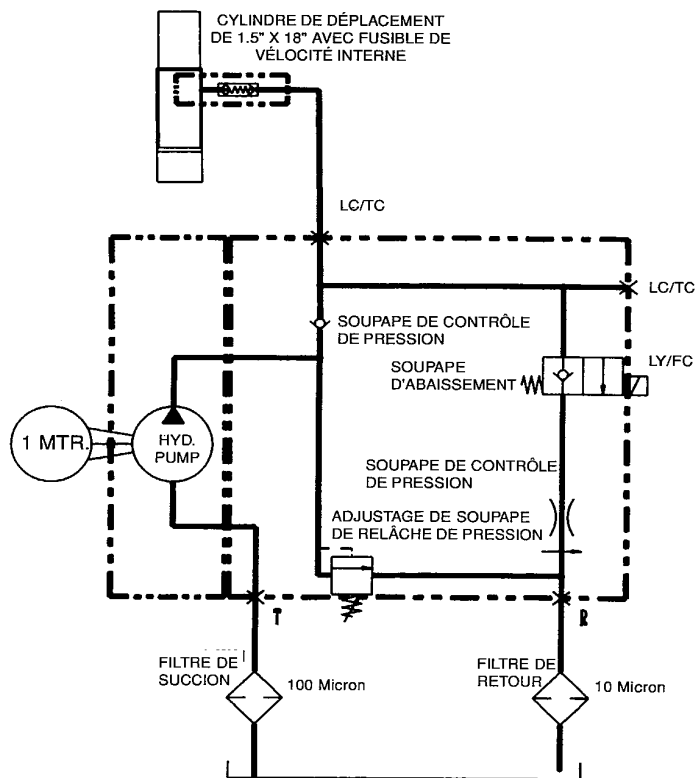 CYLINDRE DE DÉPLACEMENT
DE 1.5" X 18" AVEC FUSIBLE DE
VÉLOCITÉ INTERNE
LC/TC
LC/TC
SOUPAPE DE CONTRÔLE
DE PRESSION
LY/FC
SOUPAPE
D'ABAISSEMENT
1 MTR.
HYD.
PUMP
SOUPAPE DE CONTRÔLE
DE PRESSION
ADJUSTAGE DE SOUPAPE
DE RELÂCHE DE PRESSION
T
R
FILTRE DE
SUCCION
100 Micron
FILTRE DE
RETOUR
10 Micron